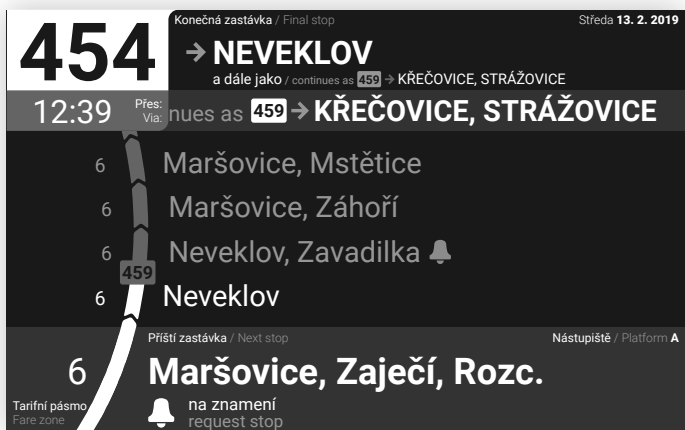 454
Konečná zastávka / Final stop
Středa 13. 2. 2019
→ NEVEKLOV
a dále jako / continues as 459 → KŘEČOVICE, STRÁŽOVICE
12:39
Přes:
Via:
nues as 459 → KŘEČOVICE, STRÁŽOVICE
6 Maršovice, Mstětice
6 Maršovice, Záhoří
6 Neveklov, Zavadilka
459
6 Neveklov
Příští zastávka / Next stop
Nástupiště / Platform A
6 Maršovice, Zaječí, Rozc.
Tarifní pásmo
Fare zone
na znamení
request stop